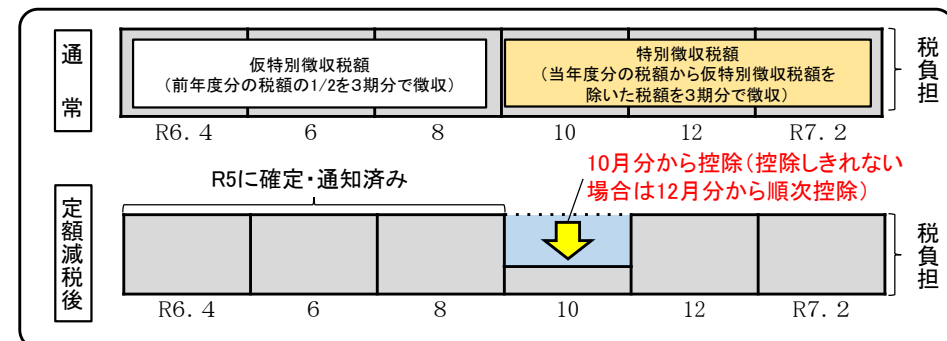 通常
仮特別徴収税額
(前年度分の税額の1/2を3期分で徴収)
特別徴収税額
(当年度分の税額から仮特別徴収税額を
除いた税額を3期分で徴収)
税負担
R6.4 6 8 10 12 R7.2
R5に確定・通知済み
10月分から控除(控除しきれない
場合は12月分から順次控除)
定額減税後
税負担
R6.4 6 8 10 12 R7.2